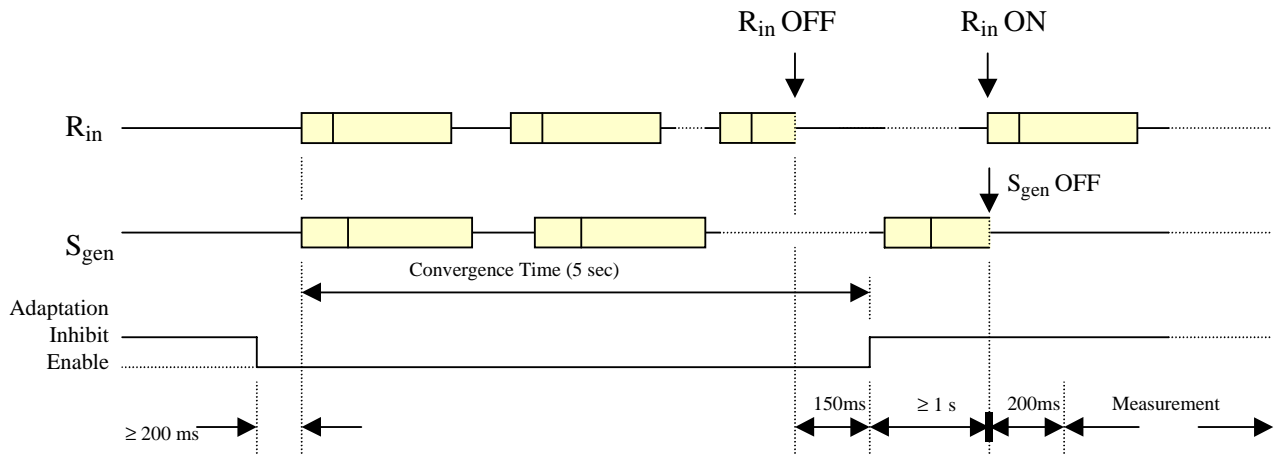 R_in OFF
R_in ON
R_in
S_gen OFF
S_gen
Convergence Time (5 sec)
Adaptation
Inhibit
Enable
≥ 200 ms
150ms
≥ 1 s
200ms
Measurement